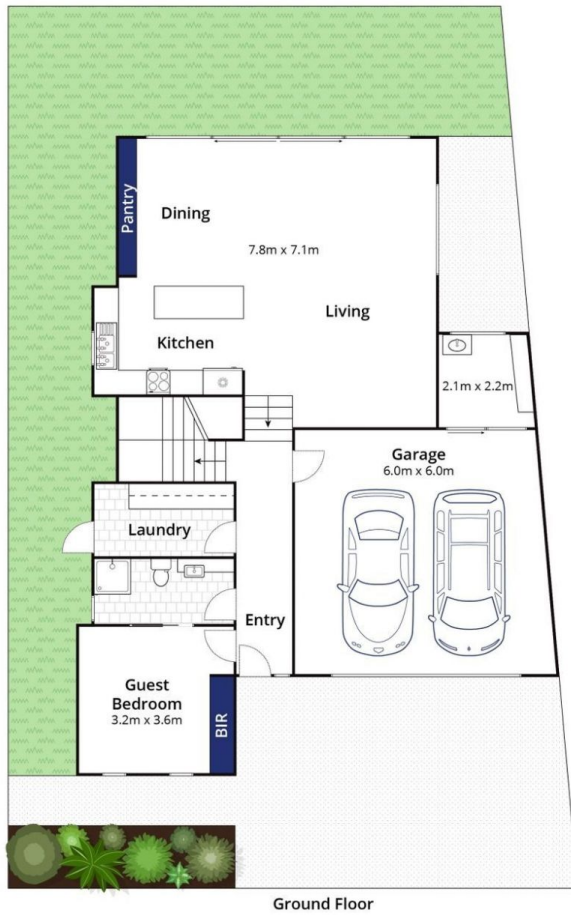 Pantry
Dining
7.8m x 7.1m
Living
Kitchen
2.1m x 2.2m
Garage
6.0m x 6.0m
Laundry
Entry
Guest
Bedroom
3.2m x 3.6m
BIR
Ground Floor